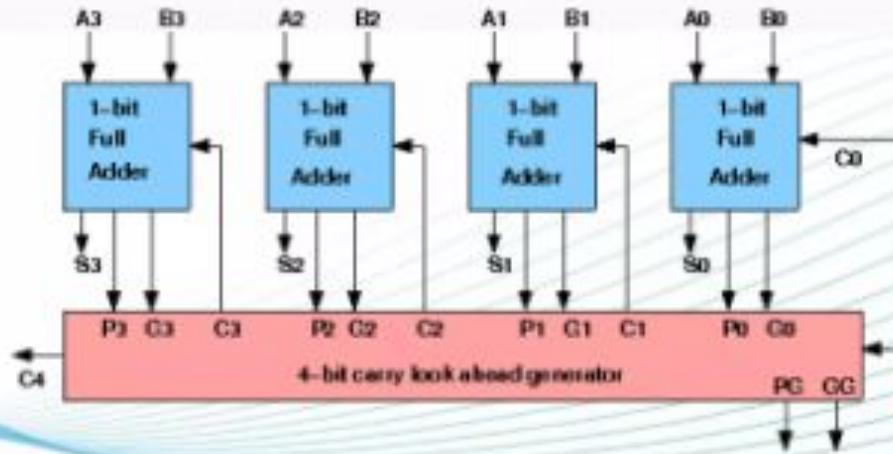 A3 B3 A2 B2 A1 B1 A0 B0
1-bit Full Adder
1-bit Full Adder
1-bit Full Adder
1-bit Full Adder
C0
S3 S2 S1 S0
P3 G3 C3 P2 G2 C2 P1 G1 C1 P0 G0
4-bit carry look ahead generator
C4
PG GG